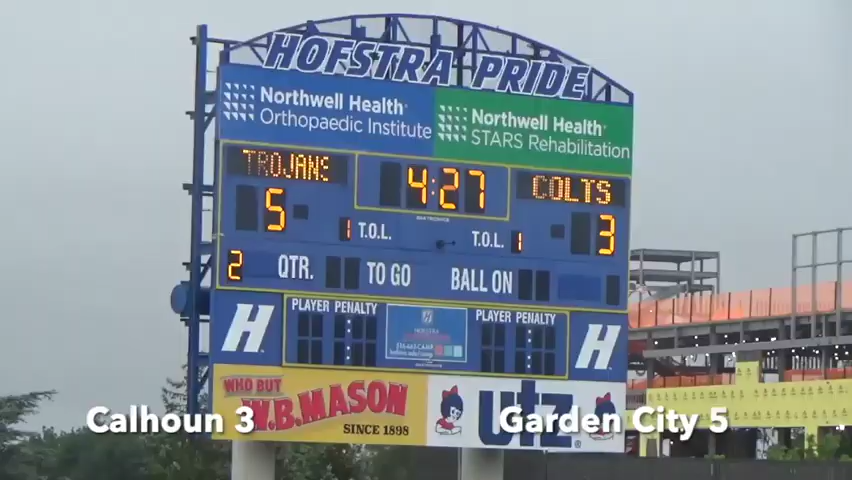 HOFSTRA PRIDE
Northwell Health
Orthopaedic Institute
Northwell Health
STARS Rehabilitation
TROJANS
4:27
COLTS
5
1 T.O.L.
T.O.L. 1
3
2 QTR.
TO GO
BALL ON
PLAYER PENALTY
PLAYER PENALTY
H
HOFSTRA
H
WHO BUT
W.B. MASON
SINCE 1898
utz
Calhoun 3
Garden City 5